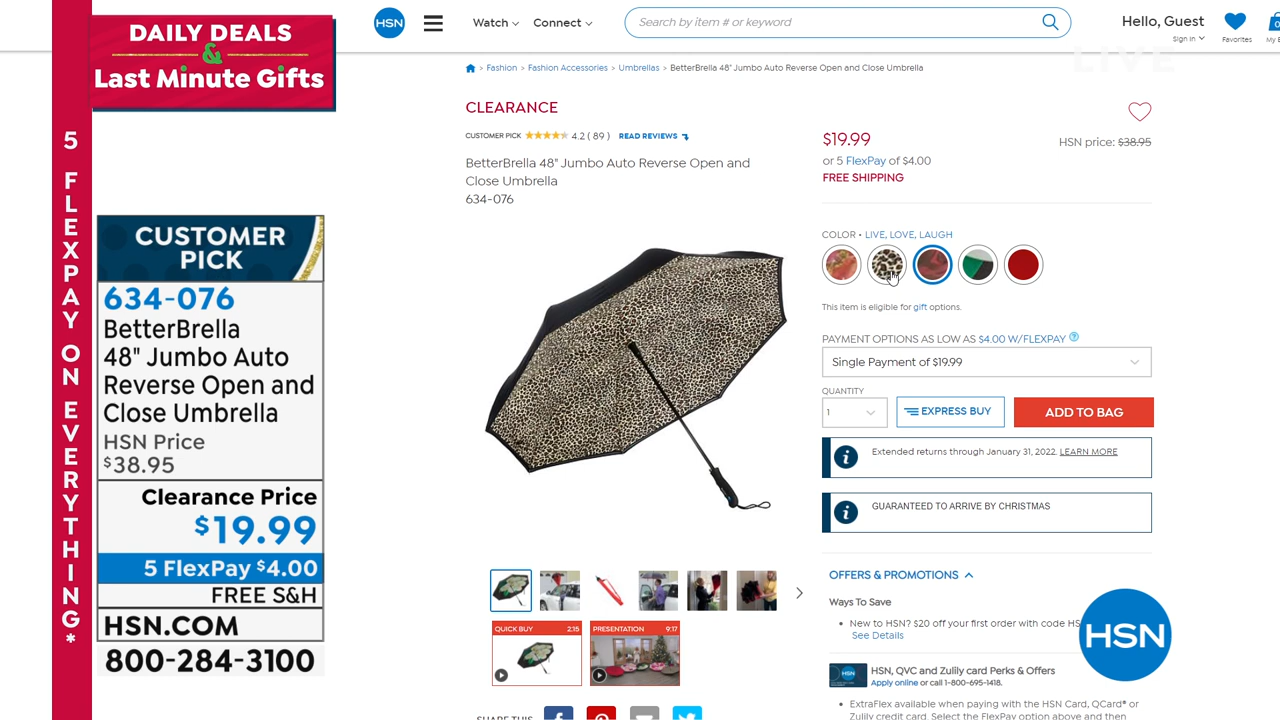 DAILY DEALS
&
Last Minute Gifts
5 FLEXPAY ON EVERYTHING*
CUSTOMER
PICK
634-076
BetterBrella
48" Jumbo Auto
Reverse Open and
Close Umbrella
HSN Price
$38.95
Clearance Price
$19.99
5 FlexPay $4.00
FREE S&H
HSN.COM
800-284-3100
HSN
Watch
Connect
Search by item # or keyword
Hello, Guest
Sign In
Favorites
0
LIVE
> Fashion > Fashion Accessories > Umbrellas > BetterBrella 48" Jumbo Auto Reverse Open and Close Umbrella
CLEARANCE
CUSTOMER PICK 4.2 ( 89 ) READ REVIEWS
BetterBrella 48" Jumbo Auto Reverse Open and
Close Umbrella
634-076
QUICK BUY 2:15
PRESENTATION 9:17
SHARE THIS
$19.99
HSN price: $38.95
or 5 FlexPay of $4.00
FREE SHIPPING
COLOR • LIVE, LOVE, LAUGH
This item is eligible for gift options.
PAYMENT OPTIONS AS LOW AS $4.00 W/FLEXPAY ?
Single Payment of $19.99
QUANTITY
1
EXPRESS BUY
ADD TO BAG
i Extended returns through January 31, 2022. LEARN MORE
i GUARANTEED TO ARRIVE BY CHRISTMAS
OFFERS & PROMOTIONS
Ways To Save
• New to HSN? $20 off your first order with code
See Details
HSN
HSN, QVC and Zulily card Perks & Offers
Apply online or call 1-800-695-1418.
• ExtraFlex available when paying with the HSN Card, QCard® or
Zulily credit card. Select the FlexPay option above and then